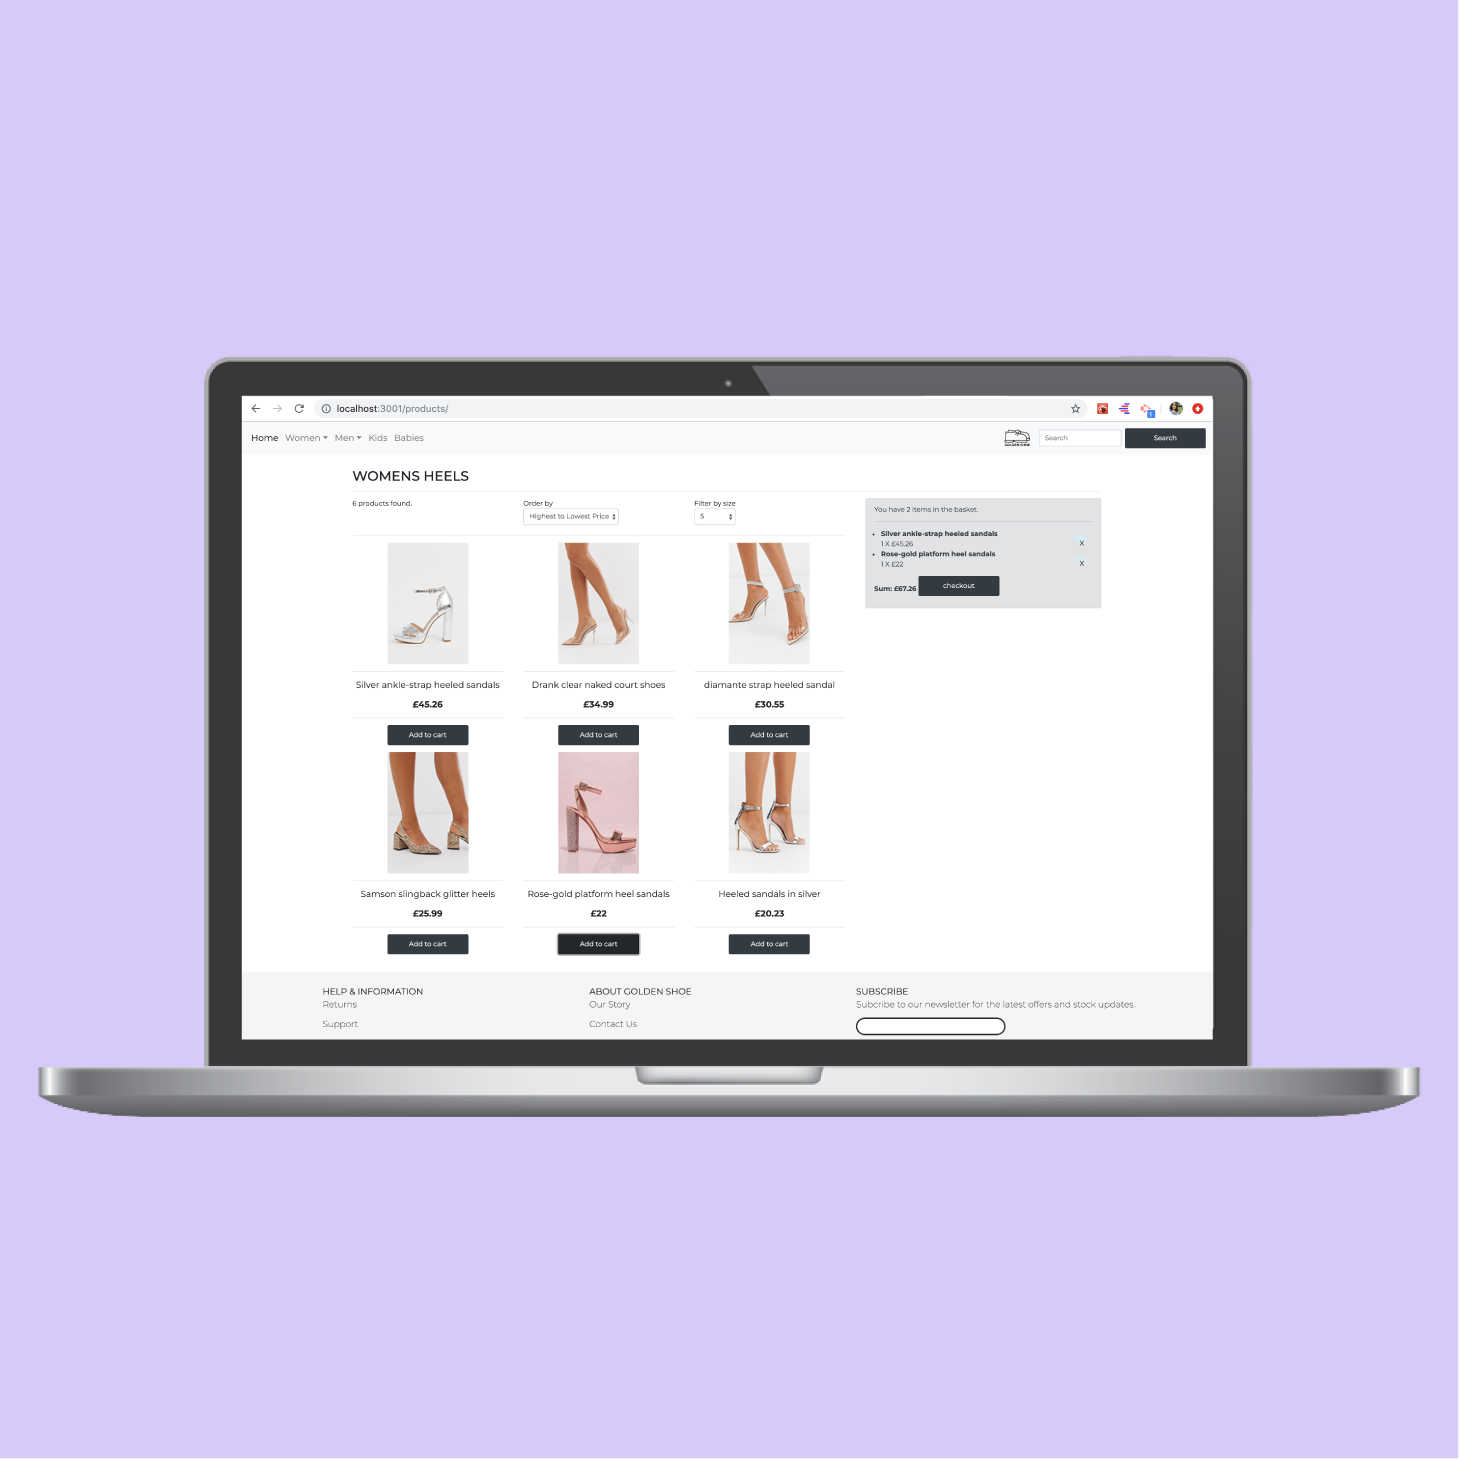 localhost:3001/products/
1
Home Women Men Kids Babies
GOLDEN SHOE
Search
Search
WOMENS HEELS
6 products found.
Order by
Highest to Lowest Price
Filter by size
5
You have 2 items in the basket.
Silver ankle-strap heeled sandals
1 X £45.26
X
Rose-gold platform heel sandals
1 X £22
X
Sum: £67.26
checkout
Silver ankle-strap heeled sandals
£45.26
Add to cart
Drank clear naked court shoes
£34.99
Add to cart
diamante strap heeled sandal
£30.55
Add to cart
Samson slingback glitter heels
£25.99
Add to cart
Rose-gold platform heel sandals
£22
Add to cart
Heeled sandals in silver
£20.23
Add to cart
HELP & INFORMATION
Returns
Support
ABOUT GOLDEN SHOE
Our Story
Contact Us
SUBSCRIBE
Subcribe to our newsletter for the latest offers and stock updates.